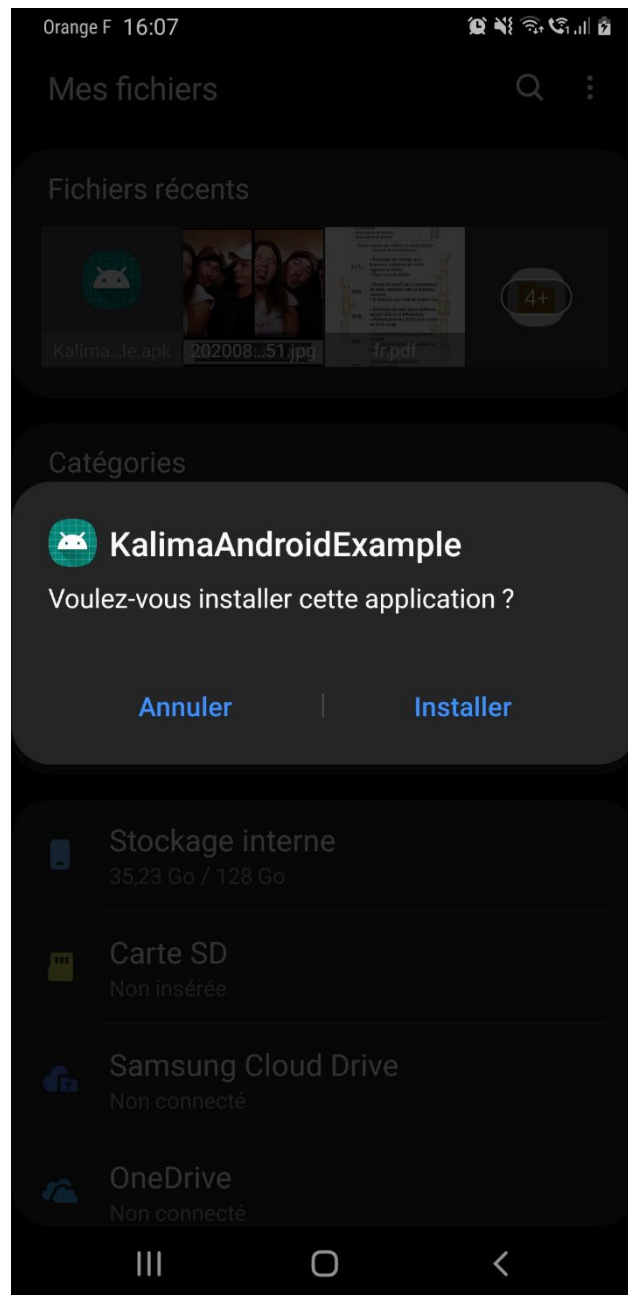 Orange F 16:07
Mes fichiers
Fichiers récents
4+
Kalima...le.apk 202008...51.jpg fr.pdf
Catégories
KalimaAndroidExample
Voulez-vous installer cette application ?
Annuler Installer
Stockage interne
35,23 Go / 128 Go
Carte SD
Non insérée
Samsung Cloud Drive
Non connecté
OneDrive
Non connecté